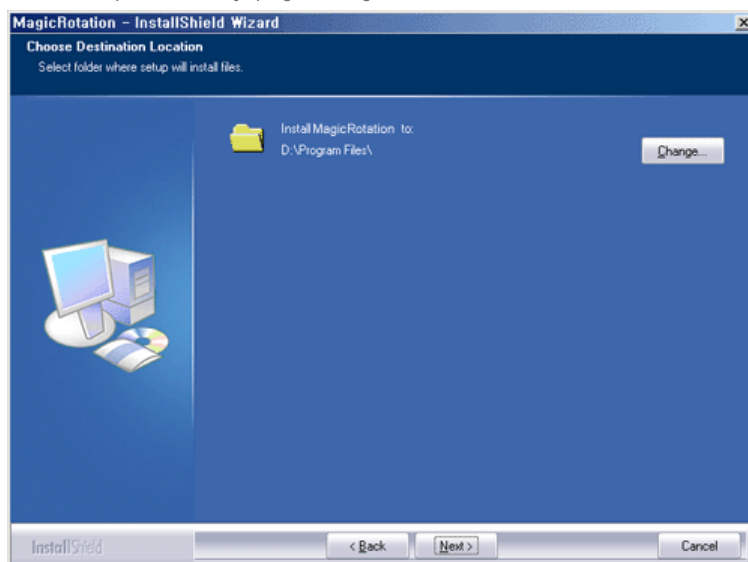 MagicRotation – InstallShield Wizard
Choose Destination Location
Select folder where setup will install files.
Install MagicRotation to:
D:\Program Files\
Change...
InstallShield
< Back
Next >
Cancel